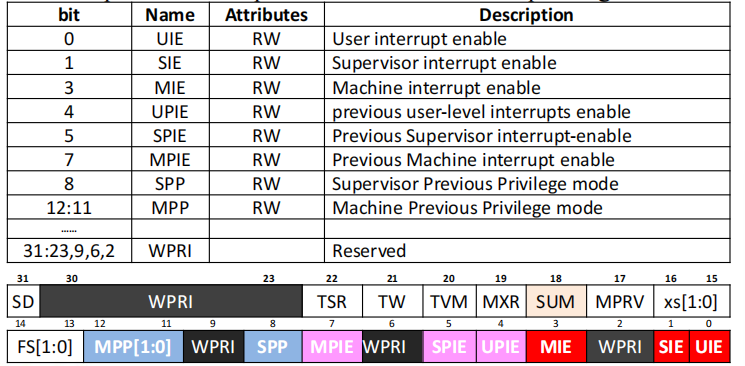 bit Name Attributes Description
0 UIE RW User interrupt enable
1 SIE RW Supervisor interrupt enable
3 MIE RW Machine interrupt enable
4 UPIE RW previous user-level interrupts enable
5 SPIE RW Previous Supervisor interrupt-enable
7 MPIE RW Previous Machine interrupt enable
8 SPP RW Supervisor Previous Privilege mode
12:11 MPP RW Machine Previous Privilege mode
......
31:23,9,6,2 WPRI Reserved
31 30 23 22 21 20 19 18 17 16 15
SD WPRI TSR TW TVM MXR SUM MPRV xs[1:0]
14 13 12 11 9 8 7 6 5 4 3 2 1 0
FS[1:0] MPP[1:0] WPRI SPP MPIE WPRI SPIE UPIE MIE WPRI SIE UIE